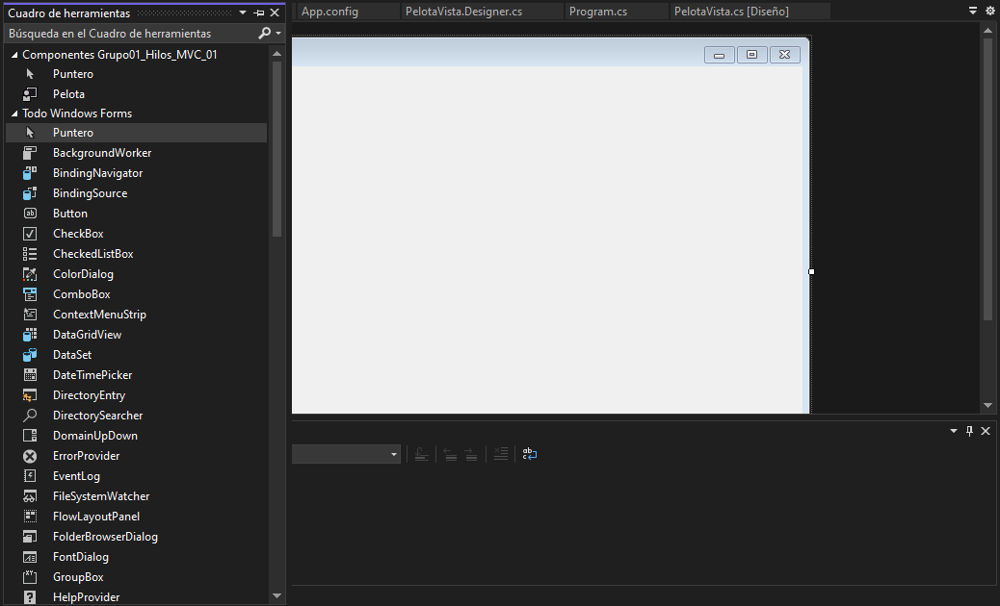 Cuadro de herramientas
App.config
PelotaVista.Designer.cs
Program.cs
PelotaVista.cs [Diseño]
Búsqueda en el Cuadro de herramientas
Componentes Grupo01_Hilos_MVC_01
Puntero
Pelota
Todo Windows Forms
Puntero
BackgroundWorker
BindingNavigator
BindingSource
Button
CheckBox
CheckedListBox
ColorDialog
ComboBox
ContextMenuStrip
DataGridView
DataSet
DateTimePicker
DirectoryEntry
DirectorySearcher
DomainUpDown
ErrorProvider
EventLog
FileSystemWatcher
FlowLayoutPanel
FolderBrowserDialog
FontDialog
GroupBox
HelpProvider